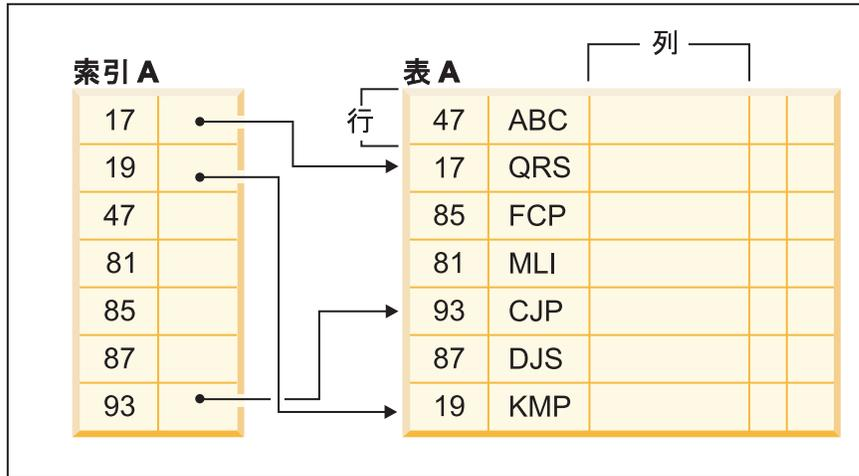 列
索引 A
表 A
行
17
19
47
81
85
87
93
47 ABC
17 QRS
85 FCP
81 MLI
93 CJP
87 DJS
19 KMP